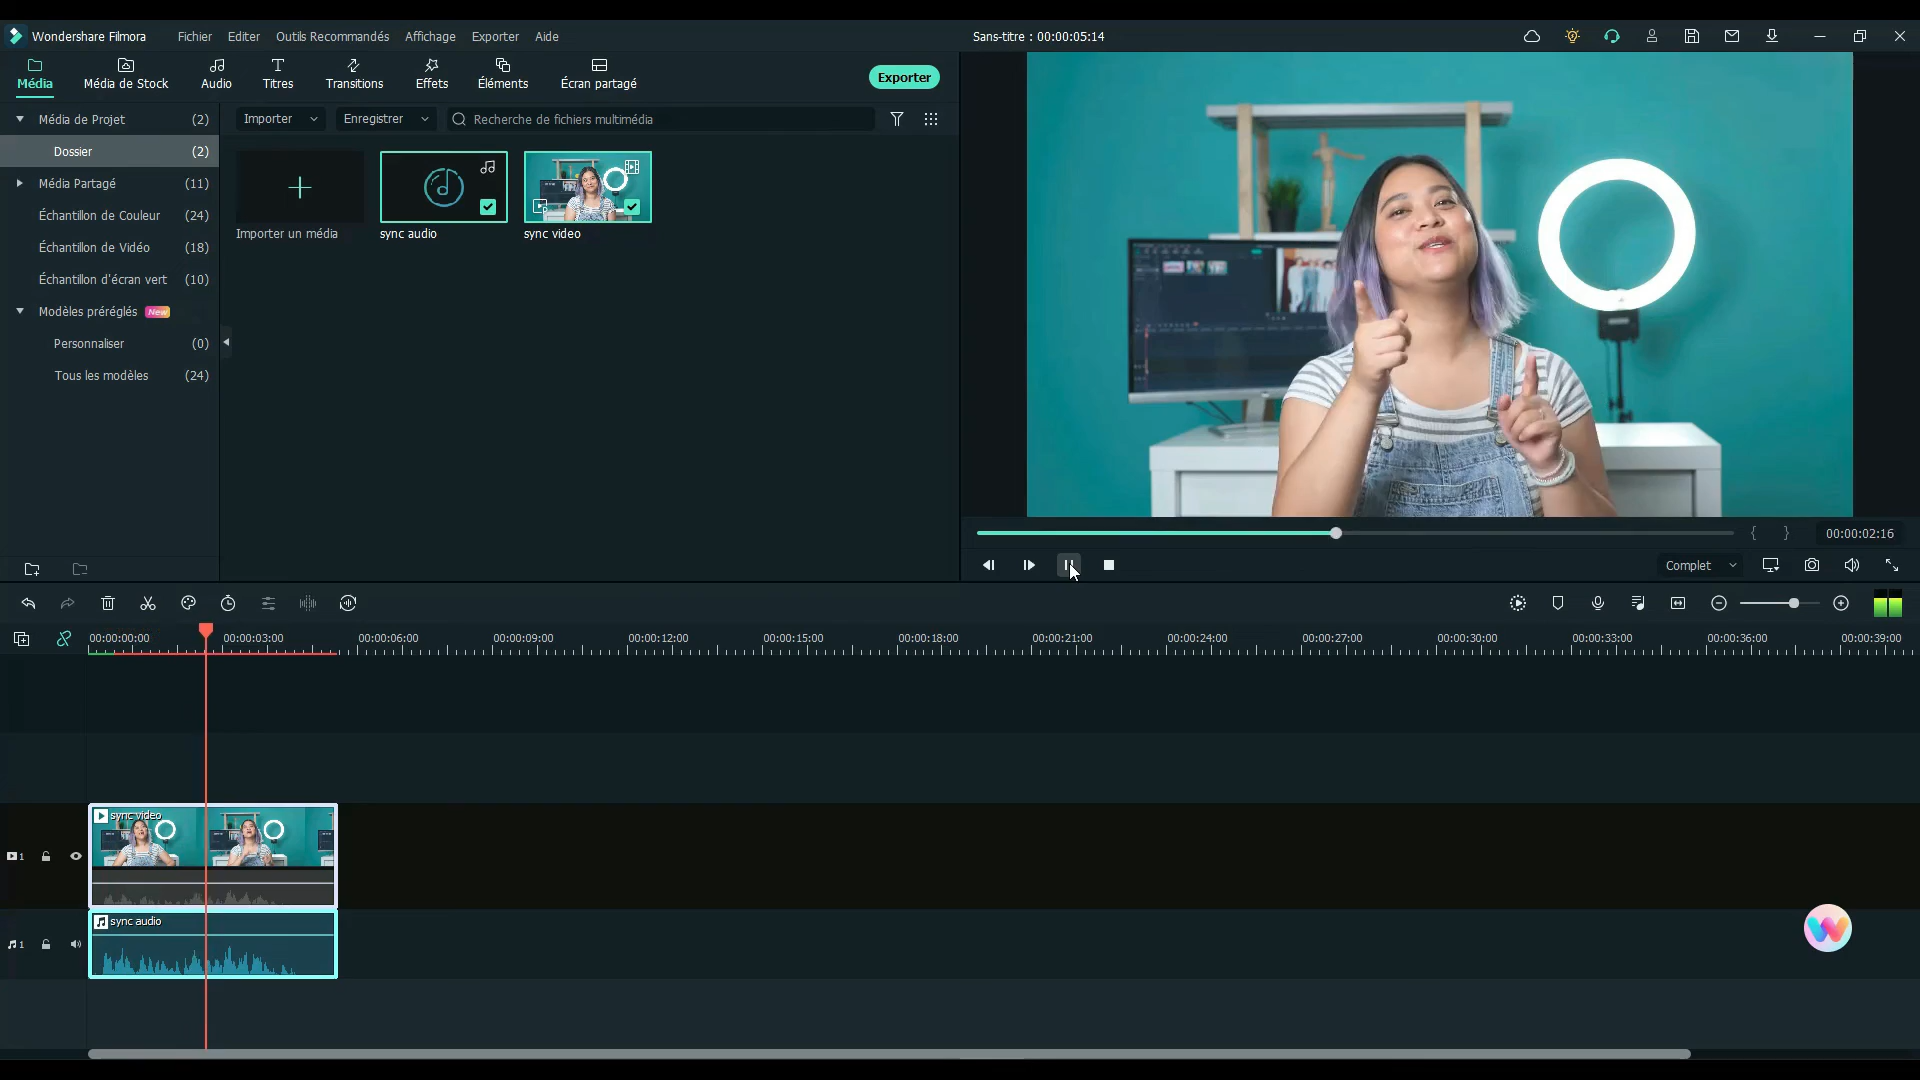 Wondershare Filmora Fichier Editer Outils Recommandés Affichage Exporter Aide Sans-titre : 00:00:05:14
Média Média de Stock Audio Titres Transitions Effets Éléments Écran partagé Exporter
Média de Projet (2)
Dossier (2)
Média Partagé (11)
Échantillon de Couleur (24)
Échantillon de Vidéo (18)
Échantillon d'écran vert (10)
Modèles préréglés New
Personnaliser (0)
Tous les modèles (24)
Importer Enregistrer Recherche de fichiers multimédia
Importer un média sync audio sync video
00:00:02:16
Complet
00:00:00:00 00:00:03:00 00:00:06:00 00:00:09:00 00:00:12:00 00:00:15:00 00:00:18:00 00:00:21:00 00:00:24:00 00:00:27:00 00:00:30:00 00:00:33:00 00:00:36:00 00:00:39:00
sync video
1
sync audio
1